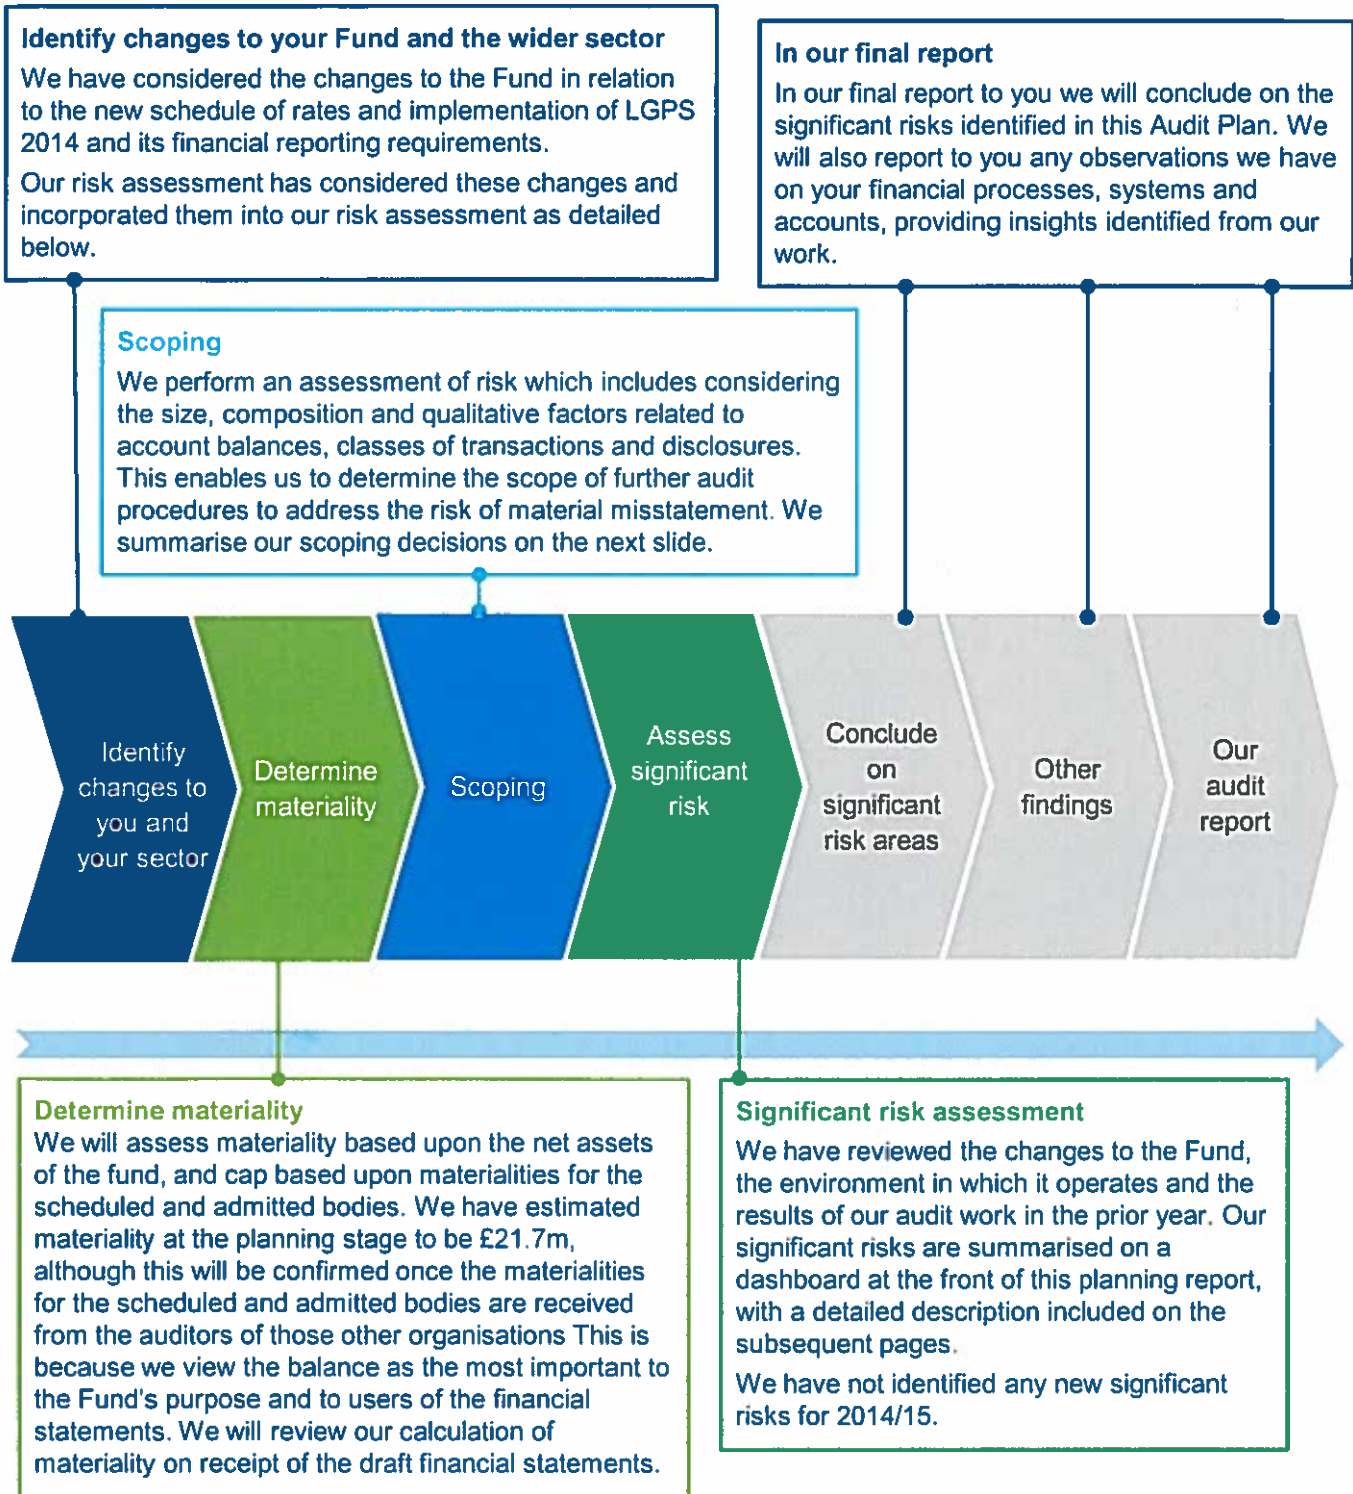 Identify changes to your Fund and the wider sector
We have considered the changes to the Fund in relation
to the new schedule of rates and implementation of LGPS
2014 and its financial reporting requirements.
Our risk assessment has considered these changes and
incorporated them into our risk assessment as detailed
below.
In our final report
In our final report to you we will conclude on the
significant risks identified in this Audit Plan. We
will also report to you any observations we have
on your financial processes, systems and
accounts, providing insights identified from our
work.
Scoping
We perform an assessment of risk which includes considering
the size, composition and qualitative factors related to
account balances, classes of transactions and disclosures.
This enables us to determine the scope of further audit
procedures to address the risk of material misstatement. We
summarise our scoping decisions on the next slide.
Identify
changes to
you and
your sector
Determine
materiality
Scoping
Assess
significant
risk
Conclude
on
significant
risk areas
Other
findings
Our
audit
report
Determine materiality
We will assess materiality based upon the net assets
of the fund, and cap based upon materialities for the
scheduled and admitted bodies. We have estimated
materiality at the planning stage to be £21.7m,
although this will be confirmed once the materialities
for the scheduled and admitted bodies are received
from the auditors of those other organisations This is
because we view the balance as the most important to
the Fund's purpose and to users of the financial
statements. We will review our calculation of
materiality on receipt of the draft financial statements.
Significant risk assessment
We have reviewed the changes to the Fund,
the environment in which it operates and the
results of our audit work in the prior year. Our
significant risks are summarised on a
dashboard at the front of this planning report,
with a detailed description included on the
subsequent pages.
We have not identified any new significant
risks for 2014/15.